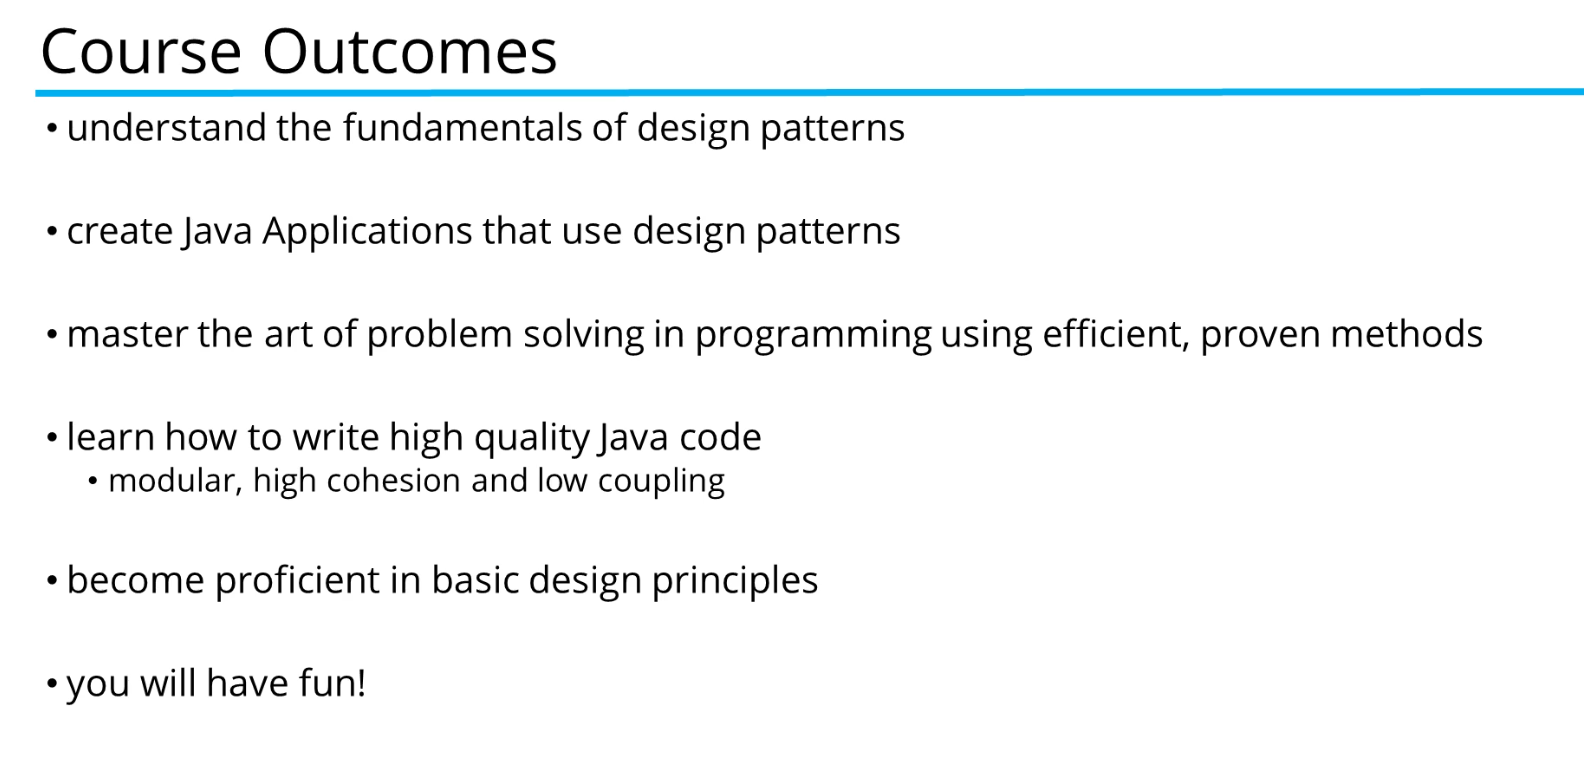 Course Outcomes
• understand the fundamentals of design patterns
• create Java Applications that use design patterns
• master the art of problem solving in programming using efficient, proven methods
• learn how to write high quality Java code
• modular, high cohesion and low coupling
• become proficient in basic design principles
• you will have fun!